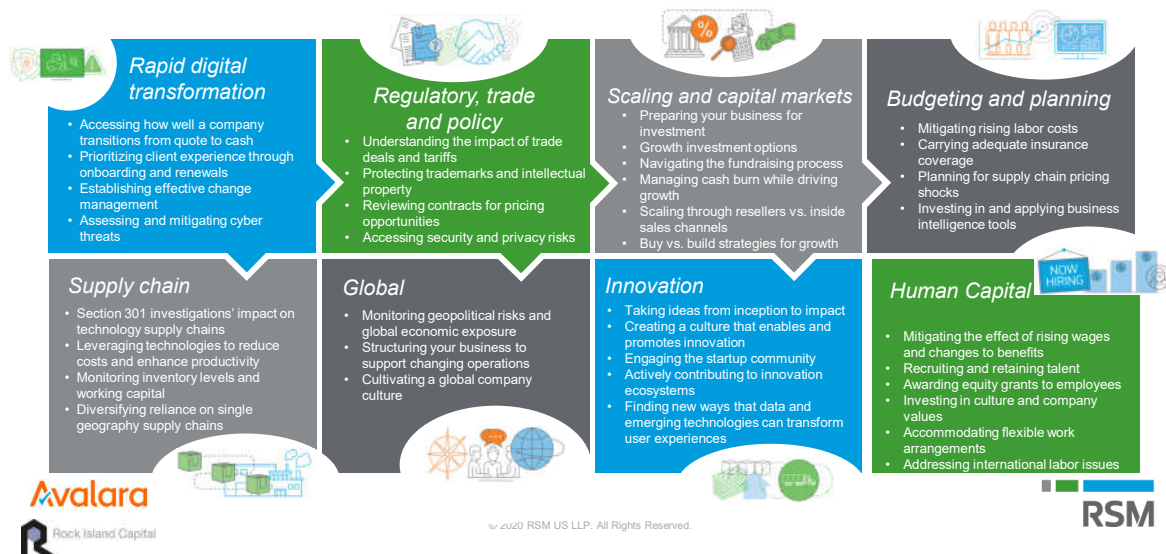 Rapid digital
transformation
• Accessing how well a company
transitions from quote to cash
• Prioritizing client experience through
onboarding and renewals
• Establishing effective change
management
• Assessing and mitigating cyber
threats
Regulatory, trade
and policy
• Understanding the impact of trade
deals and tariffs
• Protecting trademarks and intellectual
property
• Reviewing contracts for pricing
opportunities
• Accessing security and privacy risks
Scaling and capital markets
• Preparing your business for
investment
• Growth investment options
• Navigating the fundraising process
• Managing cash burn while driving
growth
• Scaling through resellers vs. inside
sales channels
• Buy vs. build strategies for growth
Budgeting and planning
• Mitigating rising labor costs
• Carrying adequate insurance
coverage
• Planning for supply chain pricing
shocks
• Investing in and applying business
intelligence tools
Supply chain
• Section 301 investigations’ impact on
technology supply chains
• Leveraging technologies to reduce
costs and enhance productivity
• Monitoring inventory levels and
working capital
• Diversifying reliance on single
geography supply chains
Global
• Monitoring geopolitical risks and
global economic exposure
• Structuring your business to
support changing operations
• Cultivating a global company
culture
Innovation
• Taking ideas from inception to impact
• Creating a culture that enables and
promotes innovation
• Engaging the startup community
• Actively contributing to innovation
ecosystems
• Finding new ways that data and
emerging technologies can transform
user experiences
NOW
HIRING
Human Capital
• Mitigating the effect of rising wages
and changes to benefits
• Recruiting and retaining talent
• Awarding equity grants to employees
• Investing in culture and company
values
• Accommodating flexible work
arrangements
• Addressing international labor issues
Avalara
Rock Island Capital
© 2020 RSM US LLP. All Rights Reserved.
RSM